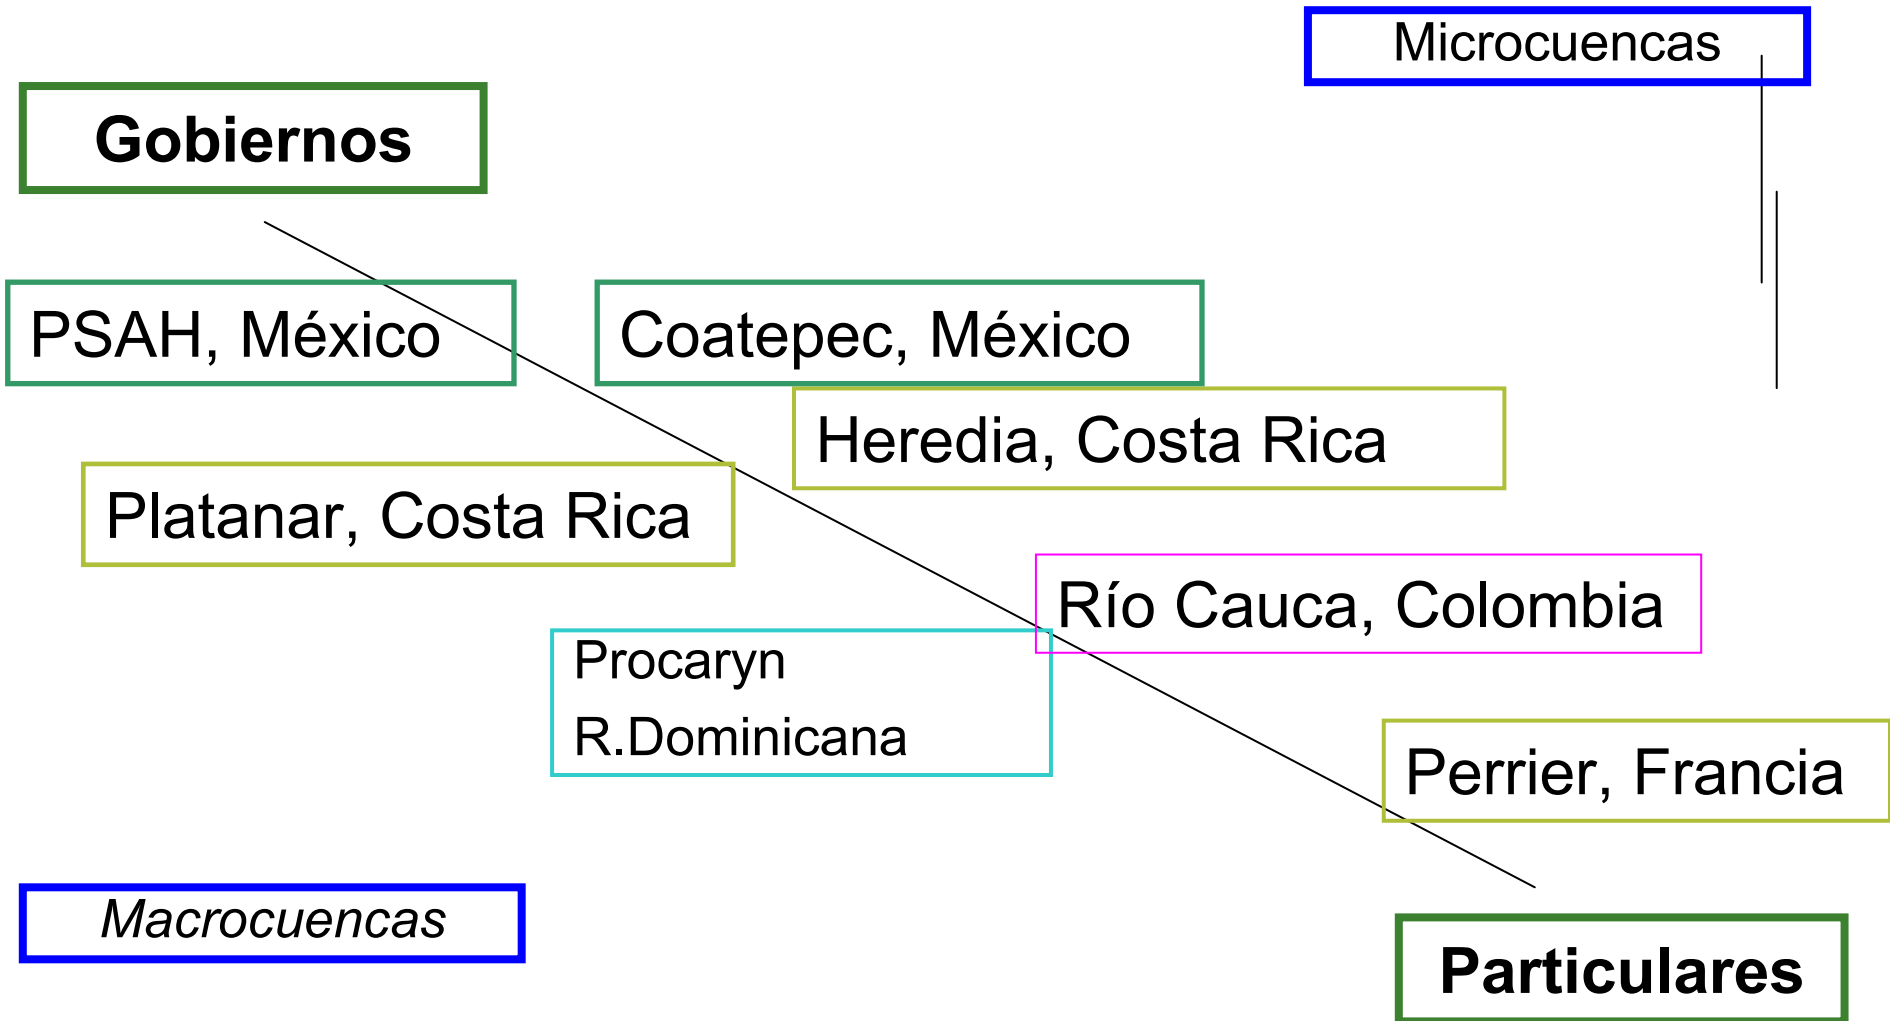 Microcuencas
Gobiernos
PSAH, México
Coatepec, México
Heredia, Costa Rica
Platanar, Costa Rica
Río Cauca, Colombia
Procaryn
R.Dominicana
Perrier, Francia
Macrocuencas
Particulares